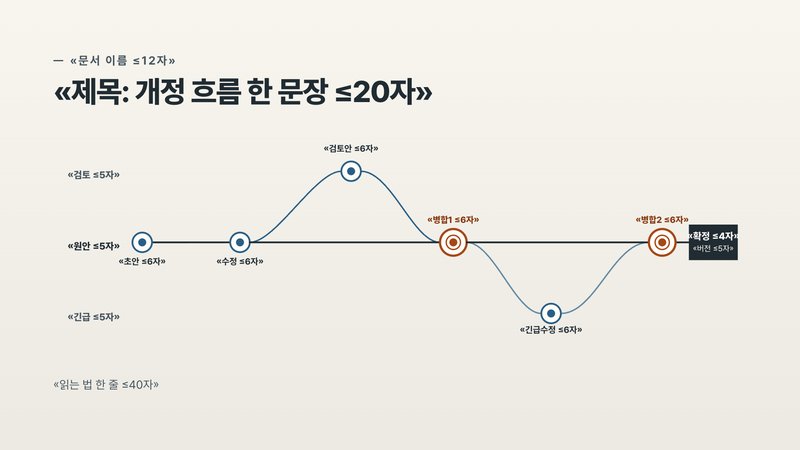 — «문서 이름 ≤12자»
«제목: 개정 흐름 한 문장 ≤20자»
«검토안 ≤6자»
«검토 ≤5자»
«병합1 ≤6자»
«병합2 ≤6자»
«확정 ≤4자»
«버전 ≤5자»
«원안 ≤5자»
«초안 ≤6자»
«수정 ≤6자»
«긴급 ≤5자»
«긴급수정 ≤6자»
«읽는 법 한 줄 ≤40자»